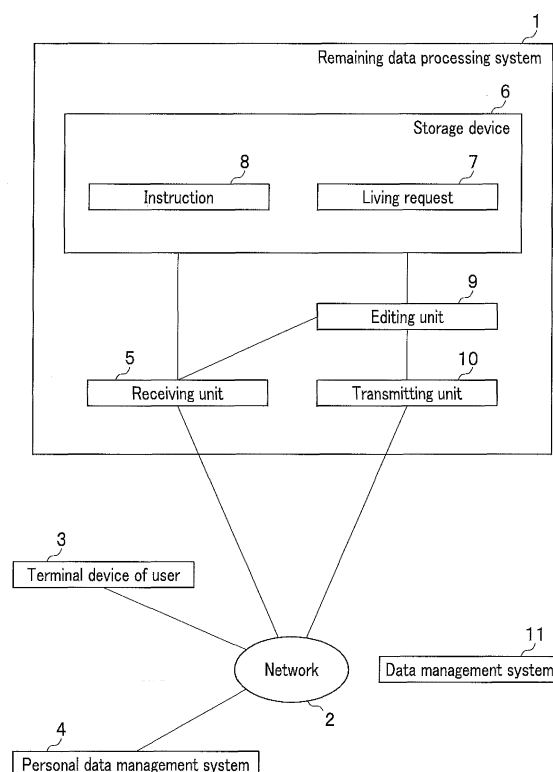 1
Remaining data processing system
6
Storage device
8
Instruction
7
Living request
9
Editing unit
5
Receiving unit
10
Transmitting unit
3
Terminal device of user
Network
2
11
Data management system
4
Personal data management system